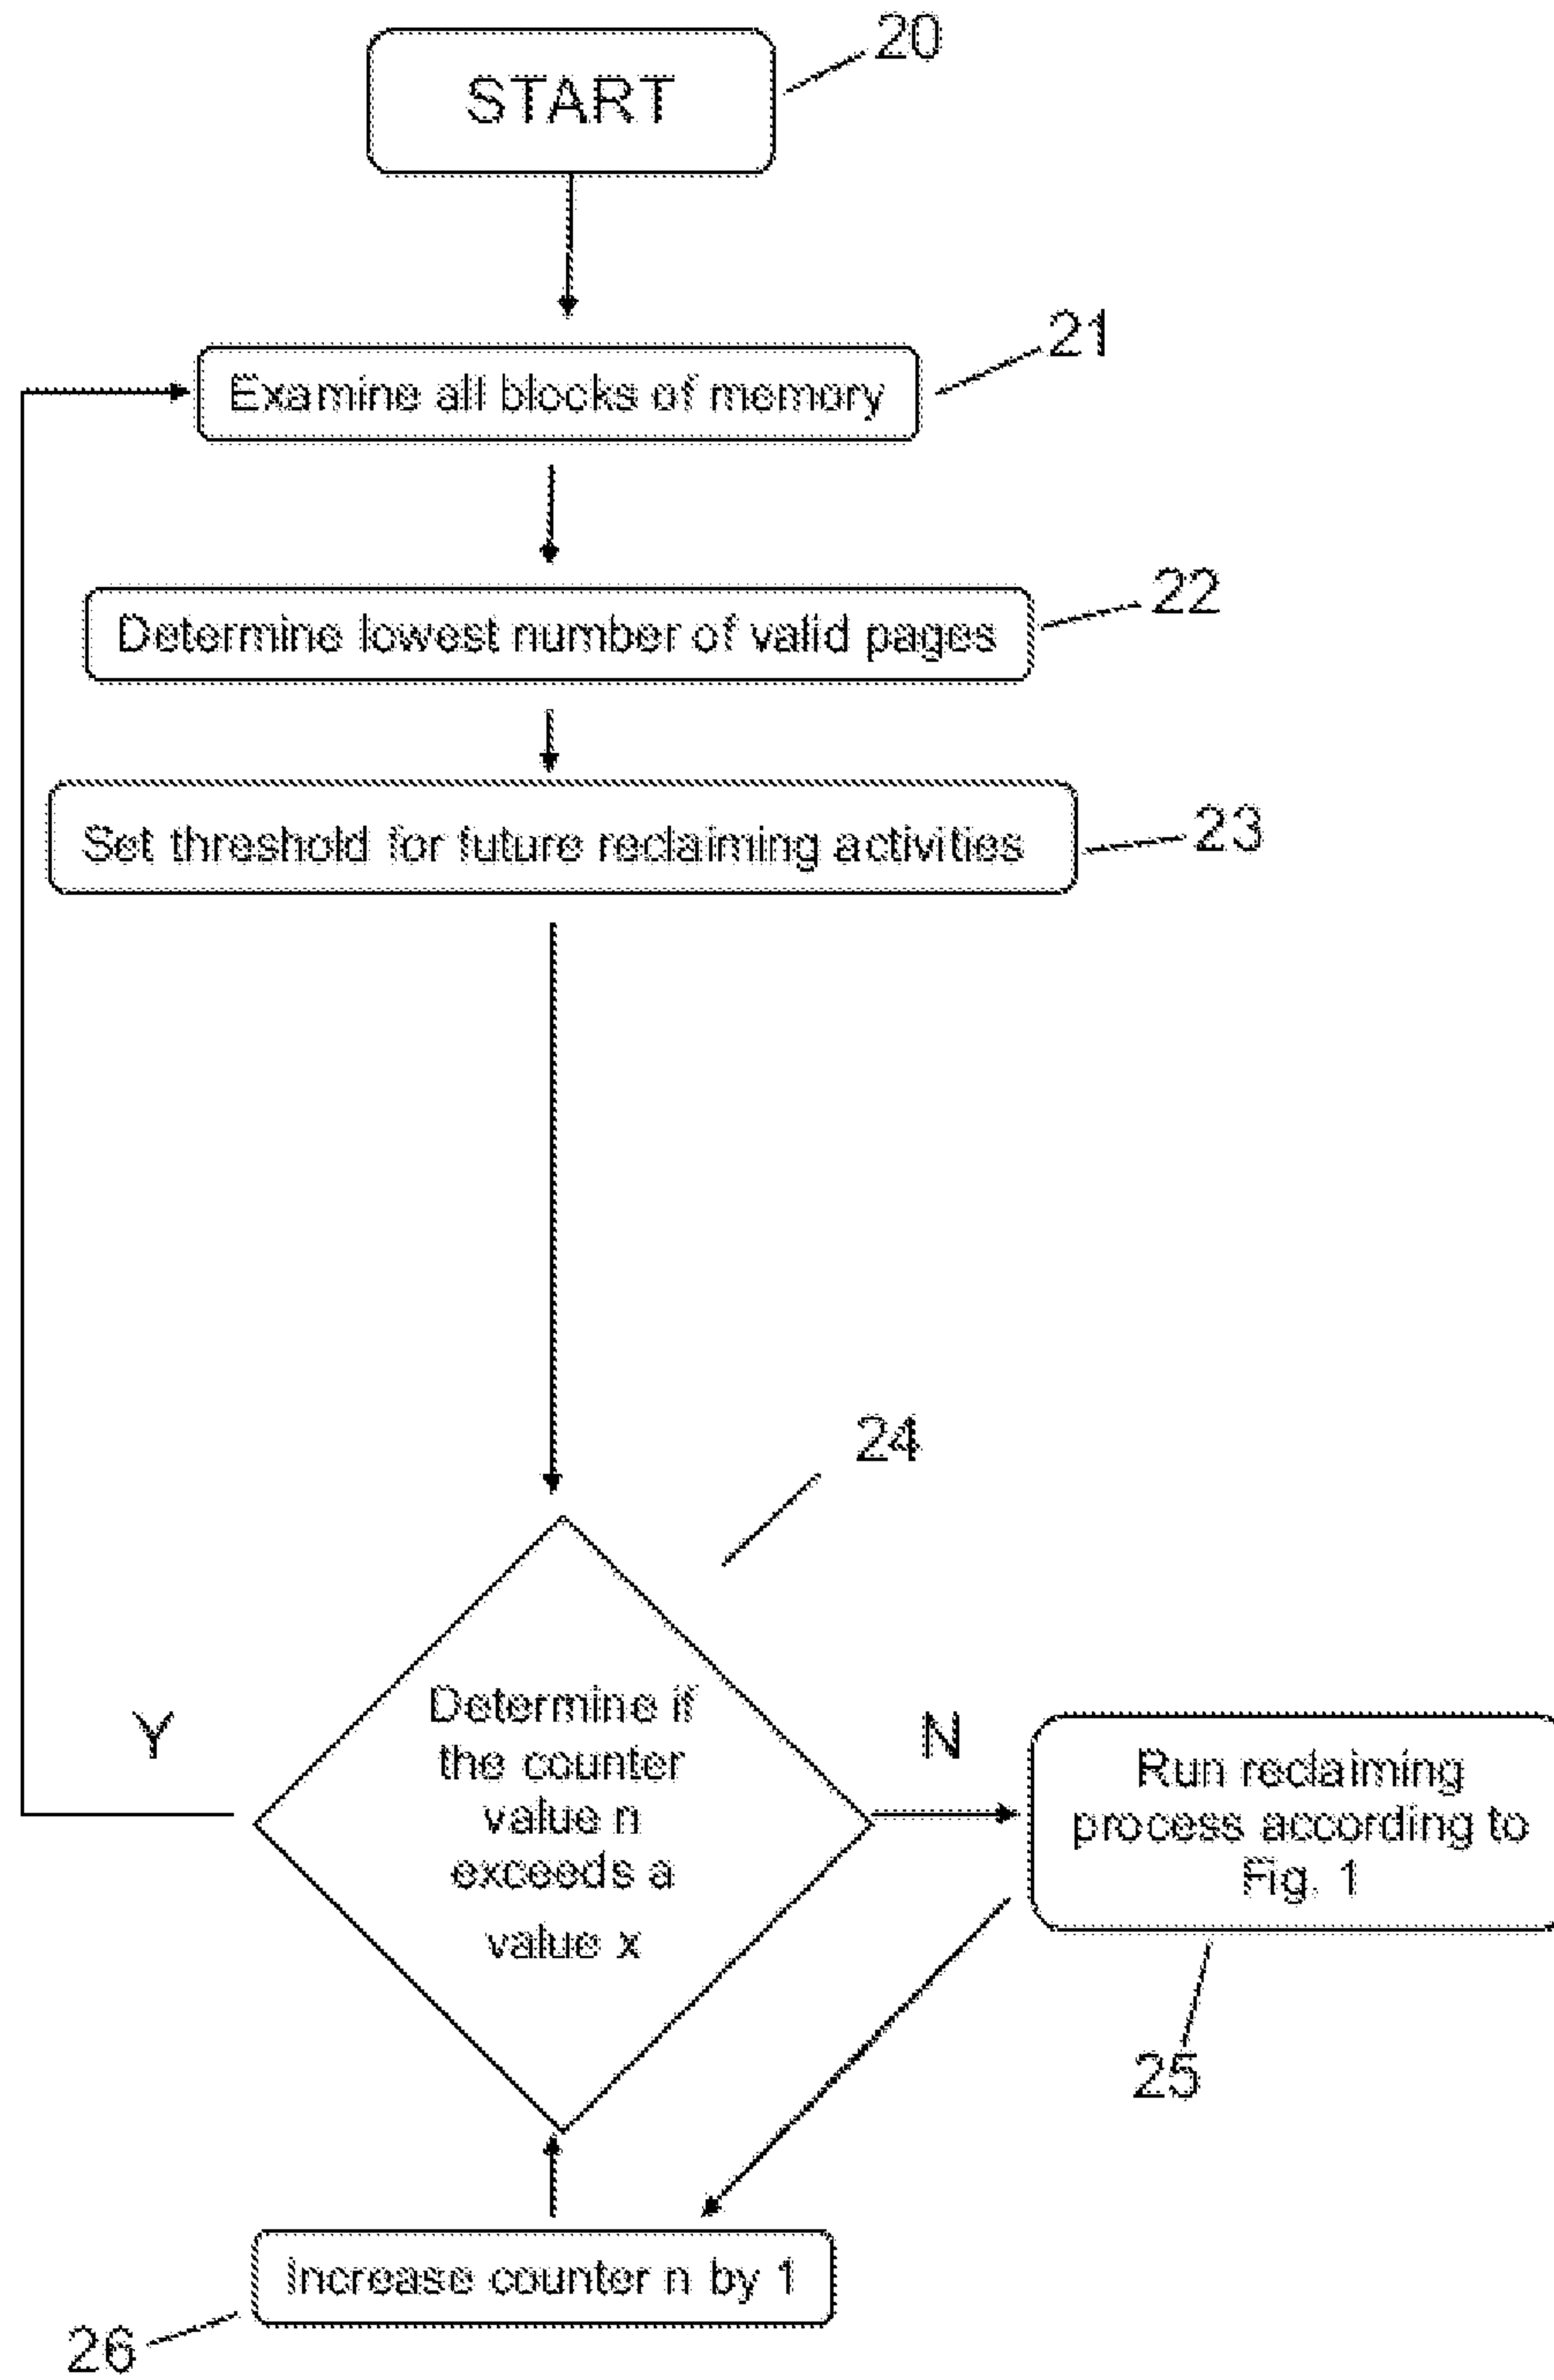 START
20
Examine all blocks of memory
21
Determine lowest number of valid pages
22
Set threshold for future reclaiming activities
23
24
Determine if
the counter
value n
exceeds a
value x
Y
N
Run reclaiming
process according to
Fig. 1
25
Increase counter n by 1
26